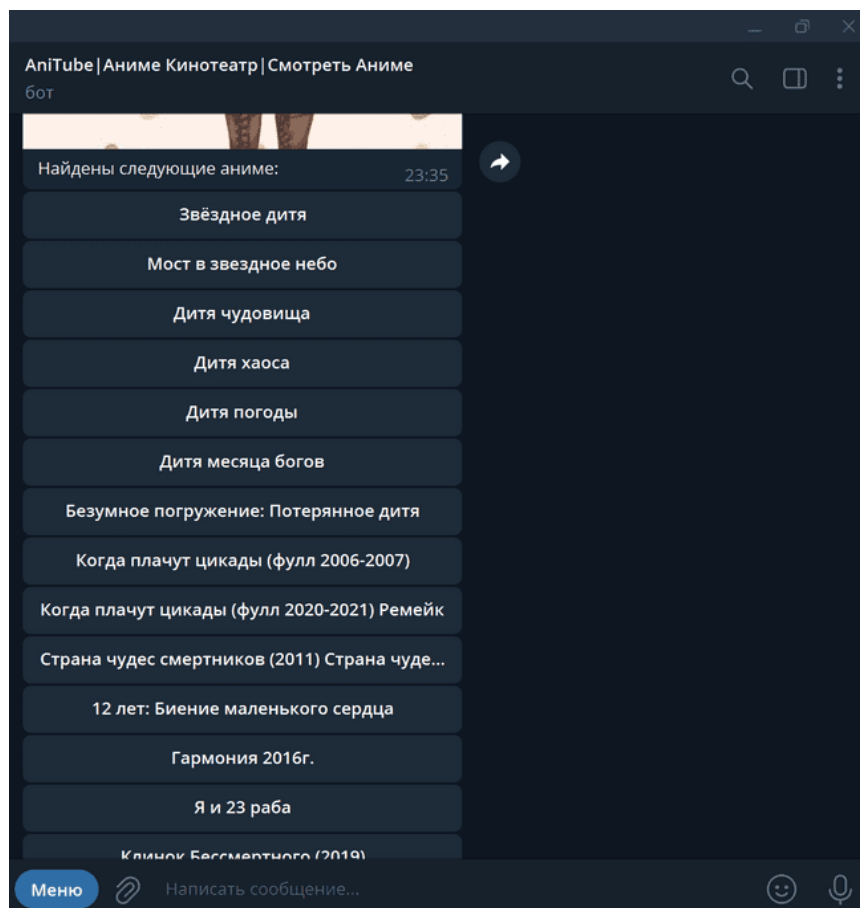 AniTube|Аниме Кинотеатр|Смотреть Аниме
бот
Найдены следующие аниме:
23:35
Звёздное дитя
Мост в звездное небо
Дитя чудовища
Дитя хаоса
Дитя погоды
Дитя месяца богов
Безумное погружение: Потерянное дитя
Когда плачут цикады (фулл 2006-2007)
Когда плачут цикады (фулл 2020-2021) Ремейк
Страна чудес смертников (2011) Страна чуде...
12 лет: Биение маленького сердца
Гармония 2016г.
Я и 23 раба
Клинок Бессмертного (2019)
Меню
Написать сообщение...